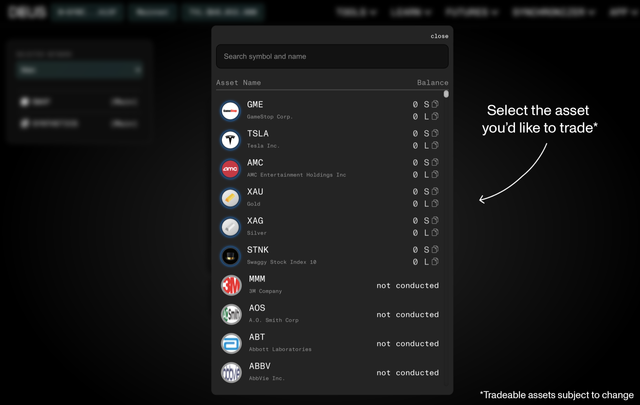 DEUS
TOOLS
LEARN
FUTURES
SYNCHRONIZER
APP
close
Search symbol and name
Asset Name
Balance
GME
GameStop Corp.
0 S
0 L
TSLA
Tesla Inc.
0 S
0 L
AMC
AMC Entertainment Holdings Inc
0 S
0 L
XAU
Gold
0 S
0 L
XAG
Silver
0 S
0 L
STNK
Swaggy Stock Index 10
0 S
0 L
MMM
3M Company
not conducted
AOS
A.O. Smith Corp
not conducted
ABT
Abbott Laboratories
not conducted
ABBV
AbbVie Inc.
not conducted
Select the asset
you'd like to trade*
*Tradeable assets subject to change